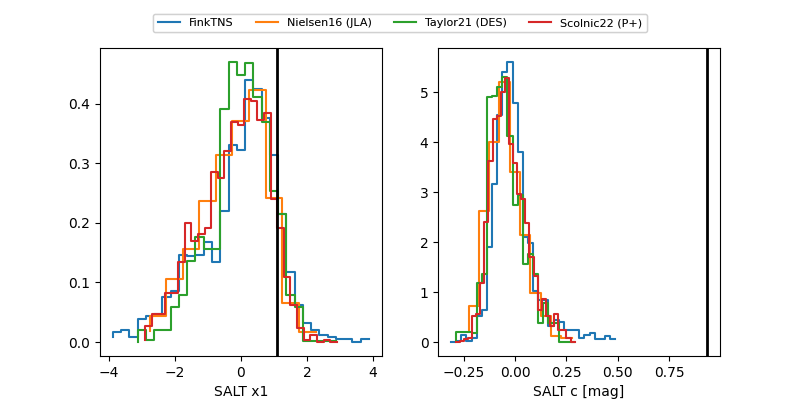 FinkTNS Nielsen16 (JLA) Taylor21 (DES) Scolnic22 (P+)
0.4
0.3
0.2
0.1
0.0
−4 −2 0 2 4
SALT x1
5
4
3
2
1
0
−0.25 0.00 0.25 0.50 0.75
SALT c [mag]